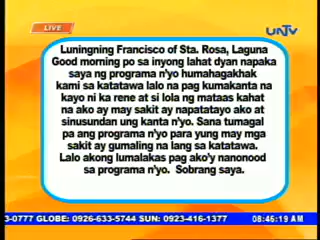 LIVE
UNTV
Luningning Francisco of Sta. Rosa, Laguna
Good morning po sa inyong lahat dyan napaka
saya ng programa n'yo humahagakhak
kami sa katatawa lalo na pag kumakanta na
kayo ni ka rene at si lola ng mataas kahat
na ako ay may sakit ay napatatayo ako at
sinusundan ung kanta n'yo. Sana tumagal
pa ang programa n'yo para yung may mga
sakit ay gumaling na lang sa katatawa.
Lalo akong lumalakas pag ako'y nanonood
sa programa n'yo. Sobrang saya.
3-0777 GLOBE: 0926-633-5744 SUN: 0923-416-1377
08:46:19 AM